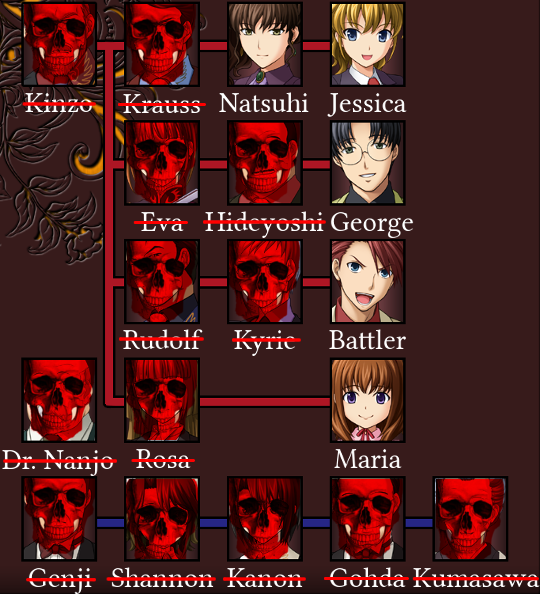 Kinzo Krauss Natsuhi Jessica
Eva Hideyoshi George
Rudolf Kyrie Battler
Dr. Nanjo Rosa Maria
Genji Shannon Kanon Gohda Kumasawa